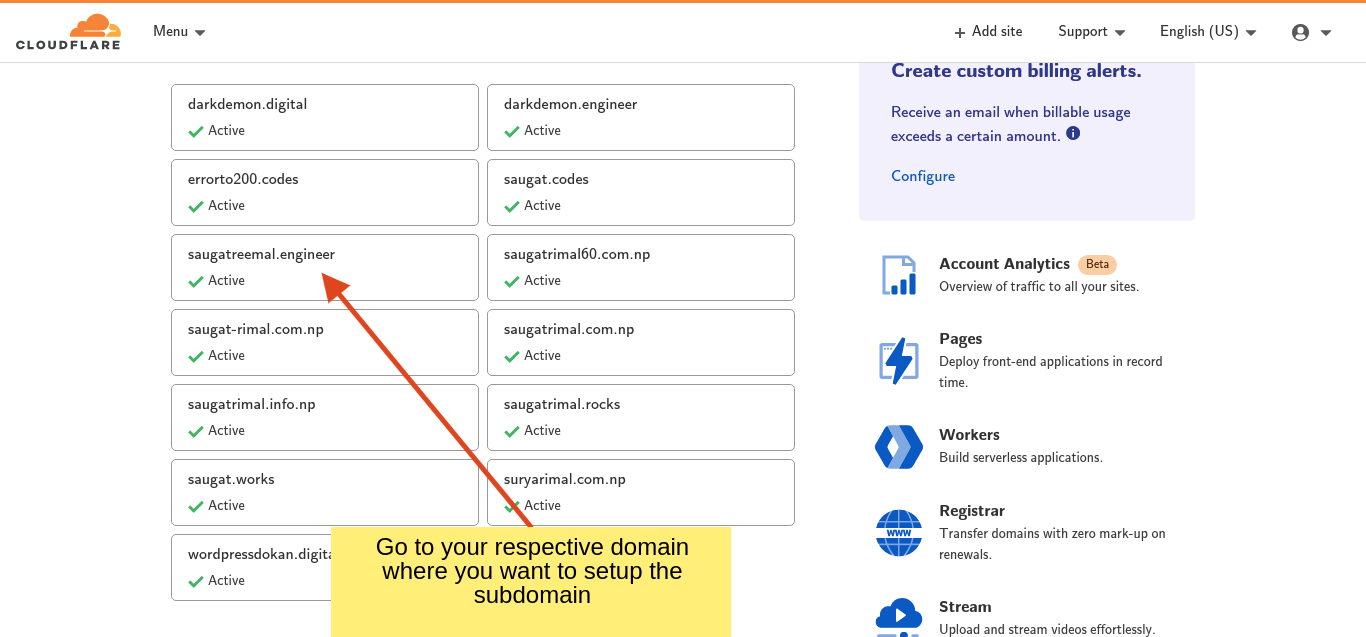 CLOUDFLARE
Menu
Add site
Support
English (US)
darkdemon.digital
Active
darkdemon.engineer
Active
errorto200.codes
Active
saugat.codes
Active
saugatreemal.engineer
Active
saugatrimal60.com.np
Active
saugat-rimal.com.np
Active
saugatrimal.com.np
Active
saugatrimal.info.np
Active
saugatrimal.rocks
Active
saugat.works
Active
suryarimal.com.np
Active
wordpressdokan.digita
Active
Go to your respective domain
where you want to setup the
subdomain
Create custom billing alerts.
Receive an email when billable usage
exceeds a certain amount.
Configure
Account Analytics Beta
Overview of traffic to all your sites.
Pages
Deploy front-end applications in record
time.
Workers
Build serverless applications.
WWW
Registrar
Transfer domains with zero mark-up on
renewals.
Stream
Upload and stream videos effortlessly.